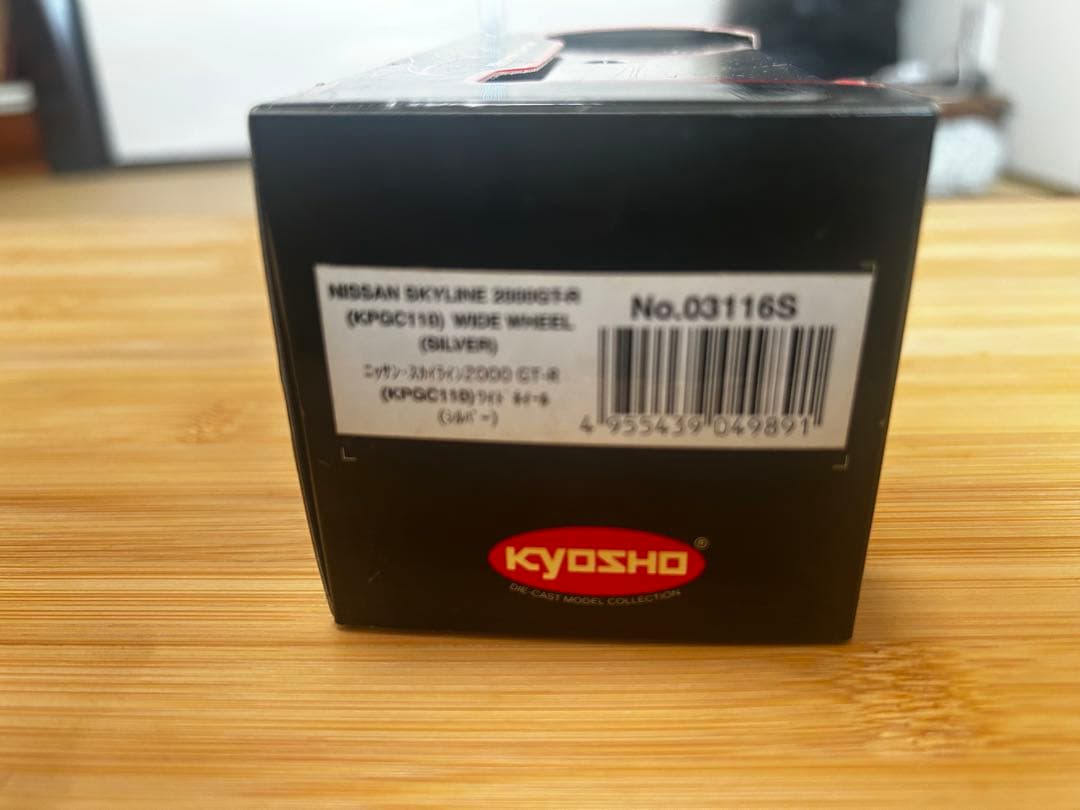 NISSAN SKYLINE 2000GT-R
(KPGC110) WIDE WHEEL
(SILVER)
ニッサン・スカイライン2000 GT-R
(KPGC110)ワイド ホイール
(シルバー)
No.03116S
4 955439 049891
KYOSHO®
DIE-CAST MODEL COLLECTION